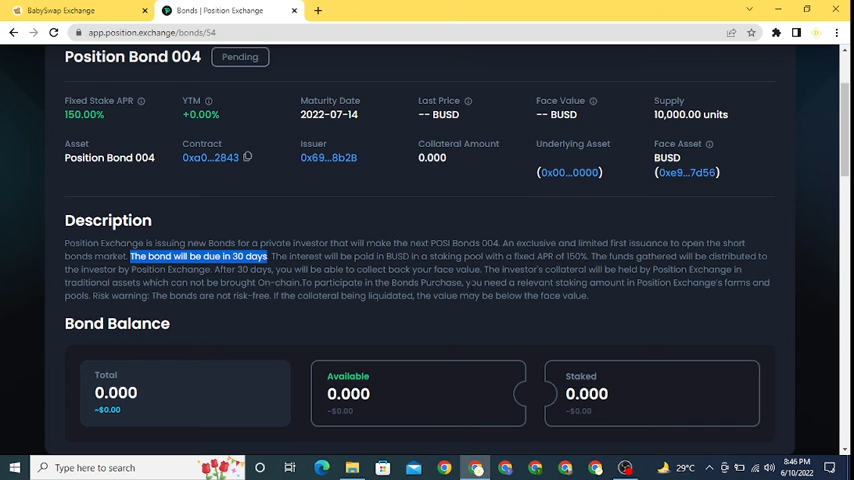 BabySwap Exchange
Bonds | Position Exchange
app.position.exchange/bonds/54
Position Bond 004 Pending
Fixed Stake APR YTM Maturity Date Last Price Face Value Supply
150.00% +0.00% 2022-07-14 -- BUSD -- BUSD 10,000.00 units
Asset Contract Issuer Collateral Amount Underlying Asset Face Asset
Position Bond 004 0xa0...2843 0x69...8b2B 0.000 BUSD
(0x00...0000) (0xe9...7d56)
Description
Position Exchange is issuing new Bonds for a private investor that will make the next POSI Bonds 004. An exclusive and limited first issuance to open the short
bonds market. The bond will be due in 30 days. The interest will be paid in BUSD in a staking pool with a fixed APR of 150%. The funds gathered will be distributed to
the investor by Position Exchange. After 30 days, you will be able to collect back your face value. The investor's collateral will be held by Position Exchange in
traditional assets which can not be brought On-chain.To participate in the Bonds Purchase, you need a relevant staking amount in Position Exchange's farms and
pools. Risk warning: The bonds are not risk-free. If the collateral being liquidated, the value may be below the face value.
Bond Balance
Total Available Staked
0.000 0.000 0.000
~$0.00 ~$0.00 ~$0.00
Type here to search 29°C 8:46 PM
6/10/2022